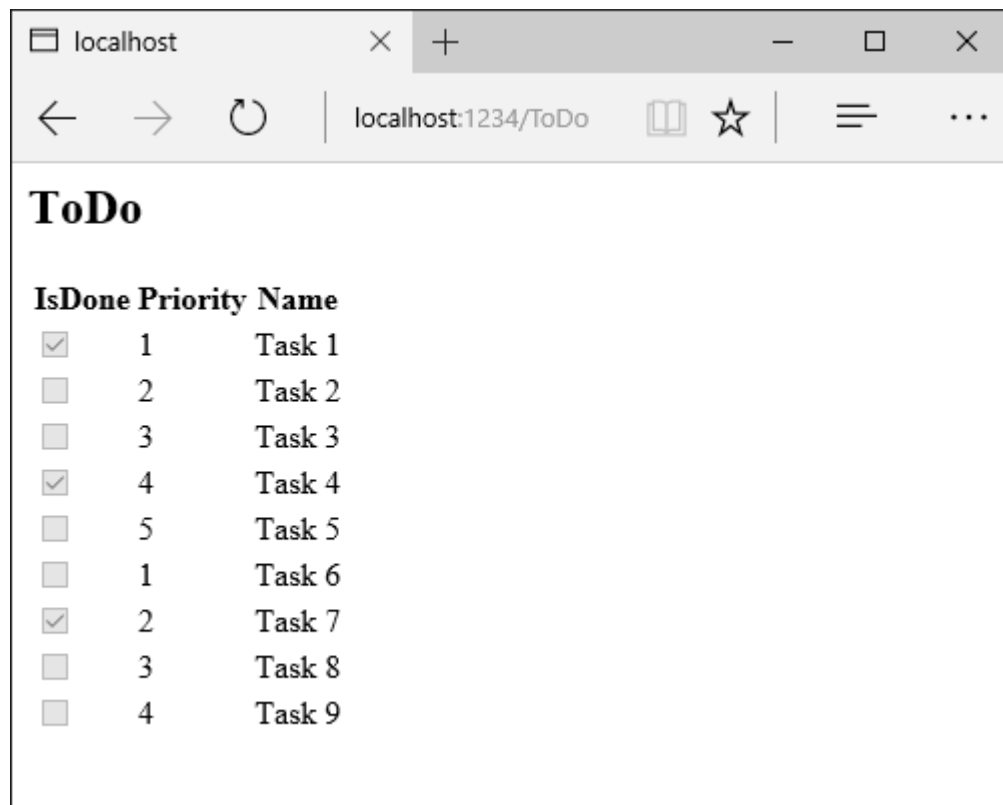 localhost
localhost:1234/ToDo
ToDo
IsDone Priority Name
1 Task 1
2 Task 2
3 Task 3
4 Task 4
5 Task 5
1 Task 6
2 Task 7
3 Task 8
4 Task 9